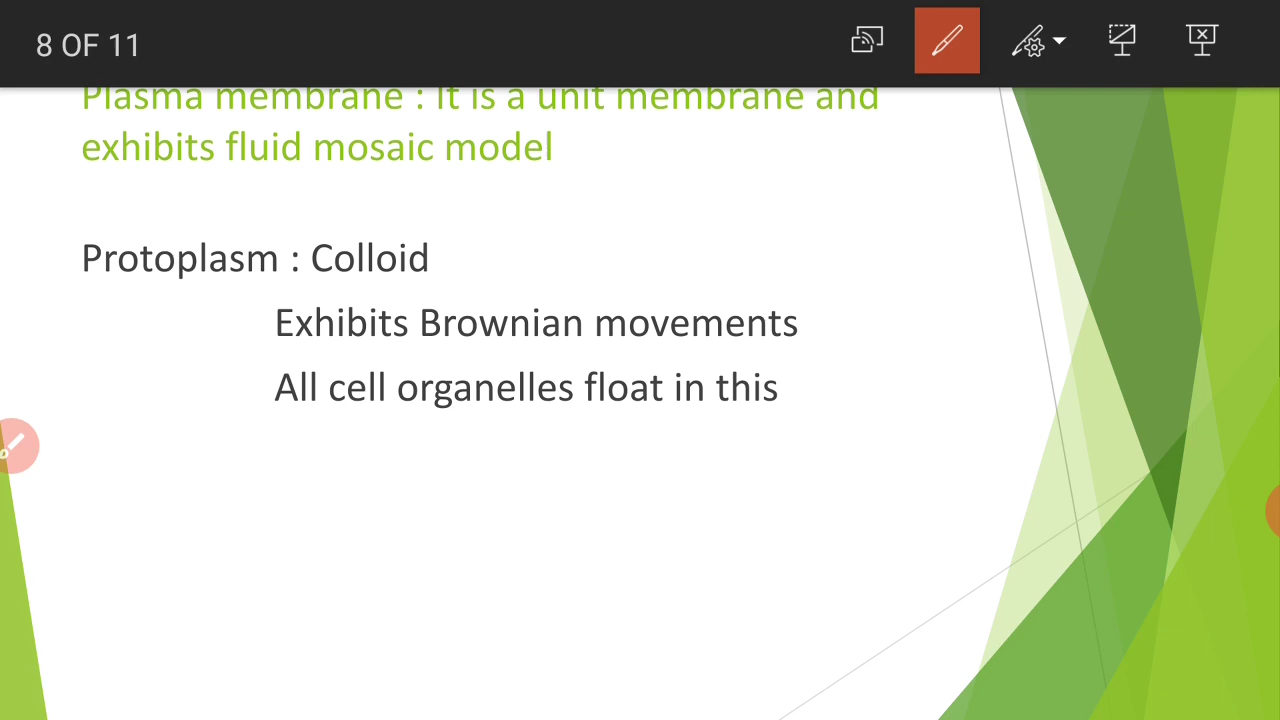 8 OF 11
Plasma membrane : It is a unit membrane and
exhibits fluid mosaic model
Protoplasm : Colloid
Exhibits Brownian movements
All cell organelles float in this